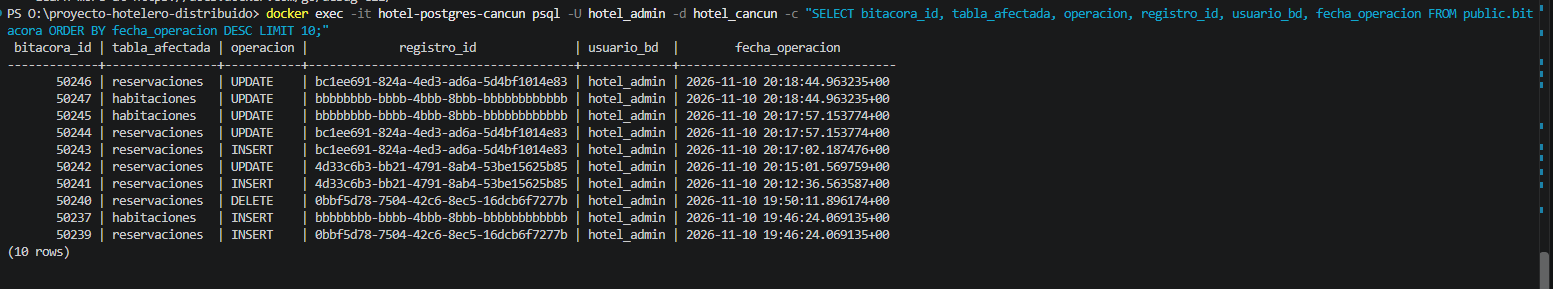 PS O:\proyecto-hotelero-distribuido> docker exec -it hotel-postgres-cancun psql -U hotel_admin -d hotel_cancun -c "SELECT bitacora_id, tabla_afectada, operacion, registro_id, usuario_bd, fecha_operacion FROM public.bit
acora ORDER BY fecha_operacion DESC LIMIT 10;"
 bitacora_id | tabla_afectada | operacion |             registro_id              | usuario_bd  |        fecha_operacion
-------------+----------------+-----------+--------------------------------------+-------------+-------------------------------
       50246 | reservaciones  | UPDATE    | bc1ee691-824a-4ed3-ad6a-5d4bf1014e83 | hotel_admin | 2026-11-10 20:18:44.963235+00
       50247 | habitaciones   | UPDATE    | bbbbbbbb-bbbb-4bbb-8bbb-bbbbbbbbbbbb | hotel_admin | 2026-11-10 20:18:44.963235+00
       50245 | habitaciones   | UPDATE    | bbbbbbbb-bbbb-4bbb-8bbb-bbbbbbbbbbbb | hotel_admin | 2026-11-10 20:17:57.153774+00
       50244 | reservaciones  | UPDATE    | bc1ee691-824a-4ed3-ad6a-5d4bf1014e83 | hotel_admin | 2026-11-10 20:17:57.153774+00
       50243 | reservaciones  | INSERT    | bc1ee691-824a-4ed3-ad6a-5d4bf1014e83 | hotel_admin | 2026-11-10 20:17:02.187476+00
       50242 | reservaciones  | UPDATE    | 4d33c6b3-bb21-4791-8ab4-53be15625b85 | hotel_admin | 2026-11-10 20:15:01.569759+00
       50241 | reservaciones  | INSERT    | 4d33c6b3-bb21-4791-8ab4-53be15625b85 | hotel_admin | 2026-11-10 20:12:36.563587+00
       50240 | reservaciones  | DELETE    | 0bbf5d78-7504-42c6-8ec5-16dcb6f7277b | hotel_admin | 2026-11-10 19:50:11.896174+00
       50237 | habitaciones   | INSERT    | bbbbbbbb-bbbb-4bbb-8bbb-bbbbbbbbbbbb | hotel_admin | 2026-11-10 19:46:24.069135+00
       50239 | reservaciones  | INSERT    | 0bbf5d78-7504-42c6-8ec5-16dcb6f7277b | hotel_admin | 2026-11-10 19:46:24.069135+00
(10 rows)